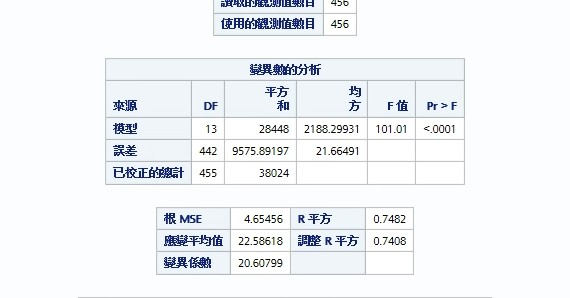 讀取的觀測值數目 456
使用的觀測值數目 456
變異數的分析
來源 DF 平方和 均方 F 值 Pr > F
模型 13 28448 2188.29931 101.01 <.0001
誤差 442 9575.89197 21.66491
已校正的總計 455 38024
根 MSE 4.65456 R 平方 0.7482
應變平均值 22.58618 調整 R 平方 0.7408
變異係數 20.60799